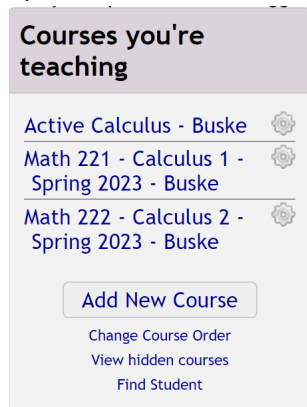 Courses you're
teaching
Active Calculus - Buske
Math 221 - Calculus 1 -
Spring 2023 - Buske
Math 222 - Calculus 2 -
Spring 2023 - Buske
Add New Course
Change Course Order
View hidden courses
Find Student